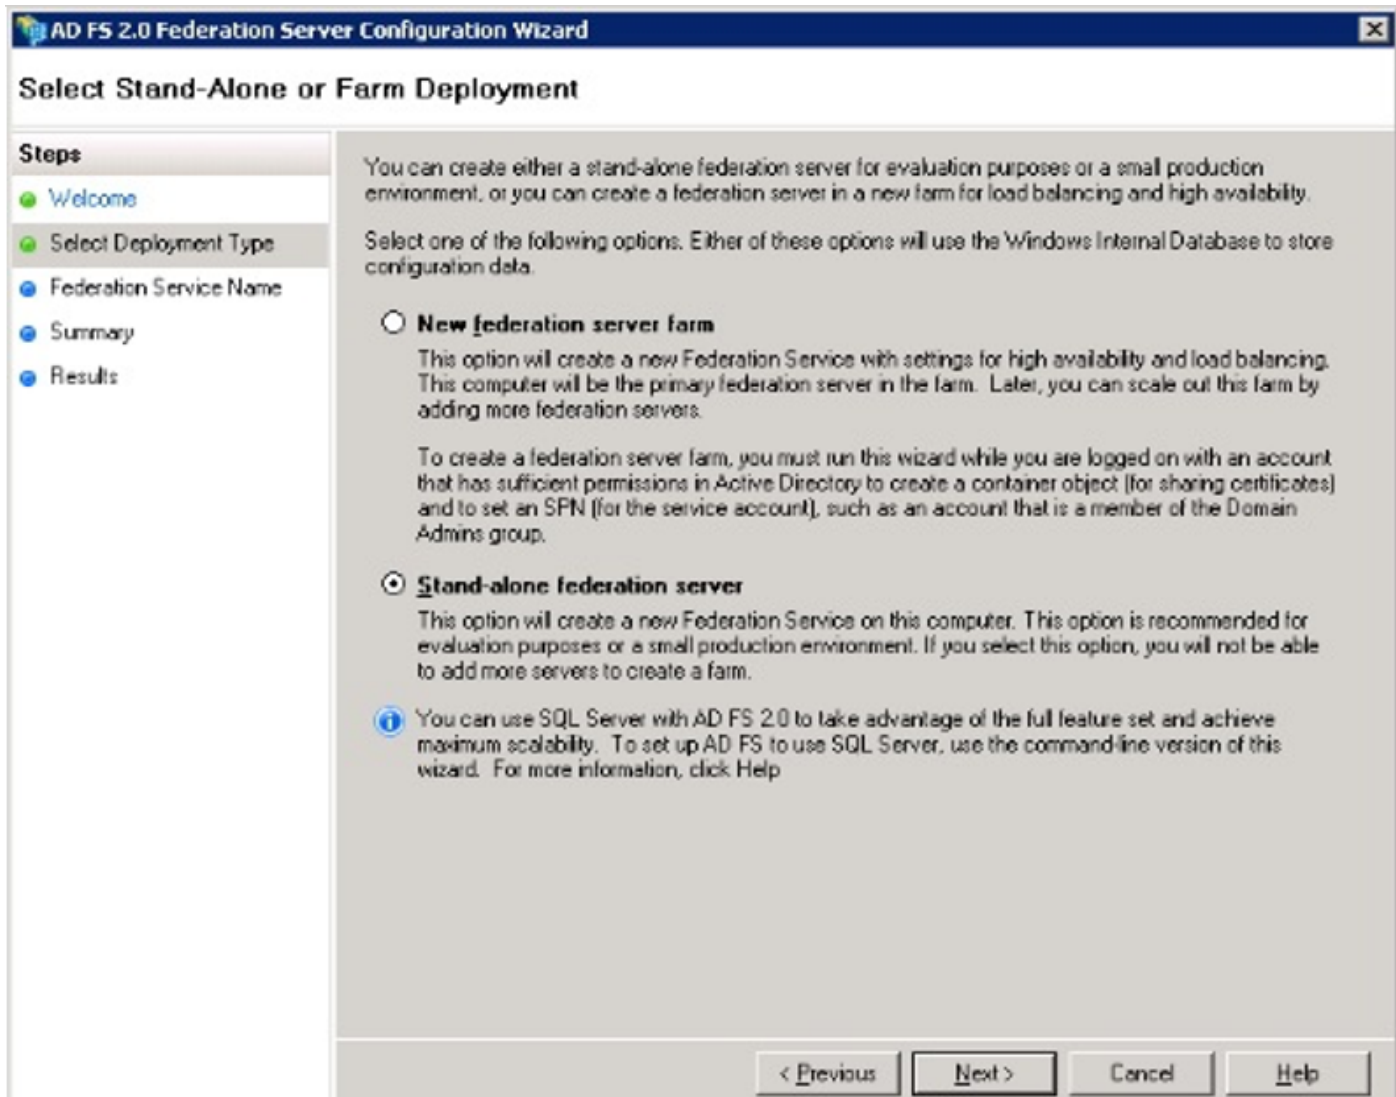 AD FS 2.0 Federation Server Configuration Wizard
Select Stand-Alone or Farm Deployment
Steps
Welcome
Select Deployment Type
Federation Service Name
Summary
Results
You can create either a stand-alone federation server for evaluation purposes or a small production
environment, or you can create a federation server in a new farm for load balancing and high availability.
Select one of the following options. Either of these options will use the Windows Internal Database to store
configuration data.
New federation server farm
This option will create a new Federation Service with settings for high availability and load balancing.
This computer will be the primary federation server in the farm. Later, you can scale out this farm by
adding more federation servers.
To create a federation server farm, you must run this wizard while you are logged on with an account
that has sufficient permissions in Active Directory to create a container object (for sharing certificates)
and to set an SPN (for the service account), such as an account that is a member of the Domain
Admins group.
Stand-alone federation server
This option will create a new Federation Service on this computer. This option is recommended for
evaluation purposes or a small production environment. If you select this option, you will not be able
to add more servers to create a farm.
You can use SQL Server with AD FS 2.0 to take advantage of the full feature set and achieve
maximum scalability. To set up AD FS to use SQL Server, use the command-line version of this
wizard. For more information, click Help
< Previous
Next >
Cancel
Help